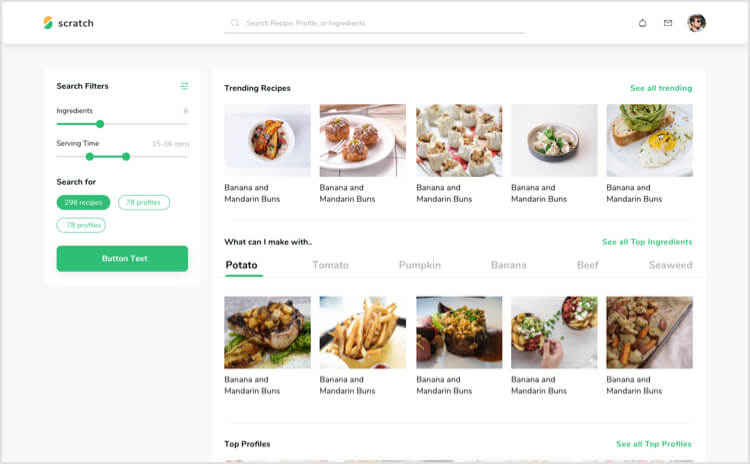 scratch
Search Recipe, Profile, or Ingredients
Search Filters
Ingredients
8
Serving Time
15-36 mins
Search for
298 recipes
78 profiles
78 profiles
Button Text
Trending Recipes
See all trending
Banana and
Mandarin Buns
Banana and
Mandarin Buns
Banana and
Mandarin Buns
Banana and
Mandarin Buns
Banana and
Mandarin Buns
What can I make with..
See all Top Ingredients
Potato
Tomato
Pumpkin
Banana
Beef
Seaweed
Banana and
Mandarin Buns
Banana and
Mandarin Buns
Banana and
Mandarin Buns
Banana and
Mandarin Buns
Banana and
Mandarin Buns
Top Profiles
See all Top Profiles